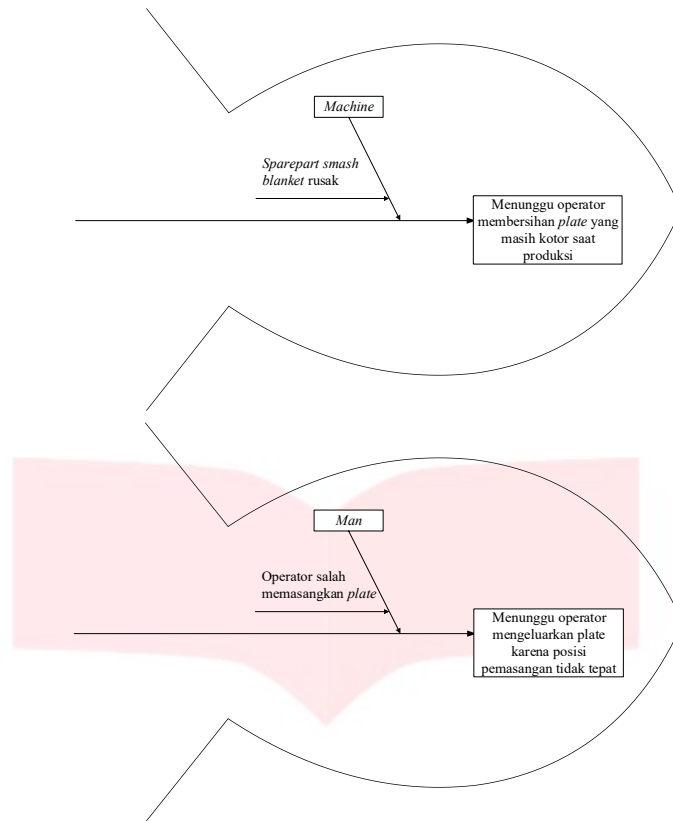 Machine
Sparepart smash
blanket rusak
Menunggu operator
membersihan plate yang
masih kotor saat
produksi
Man
Operator salah
memasangkan plate
Menunggu operator
mengeluarkan plate
karena posisi
pemasangan tidak tepat